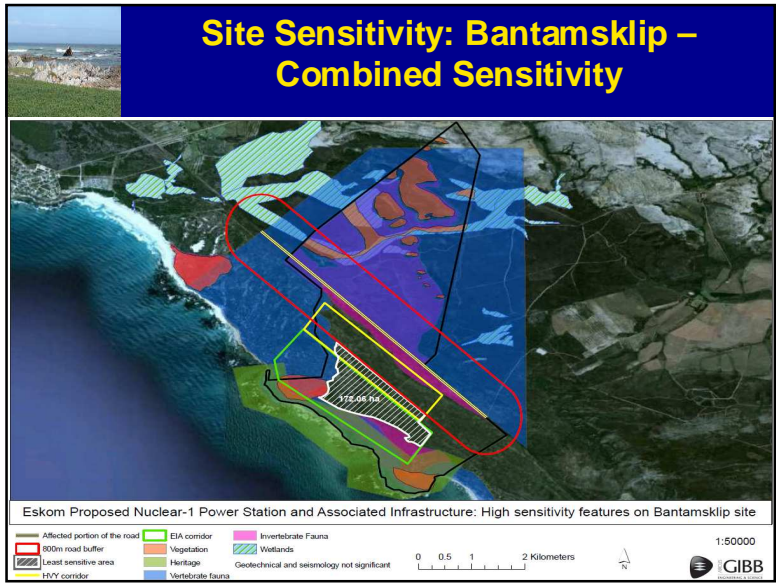 Site Sensitivity: Bantamsklip –
Combined Sensitivity
172.06 ha
Eskom Proposed Nuclear-1 Power Station and Associated Infrastructure: High sensitivity features on Bantamsklip site
Affected portion of the road
800m road buffer
Least sensitive area
HVY corridor
EIA corridor
Vegetation
Heritage
Vertebrate fauna
Invertebrate Fauna
Wetlands
Geotechnical and seismology not significant
0 0.5 1 2 Kilometers
N
1:50000
GIBB
ENGINEERING & SCIENCE